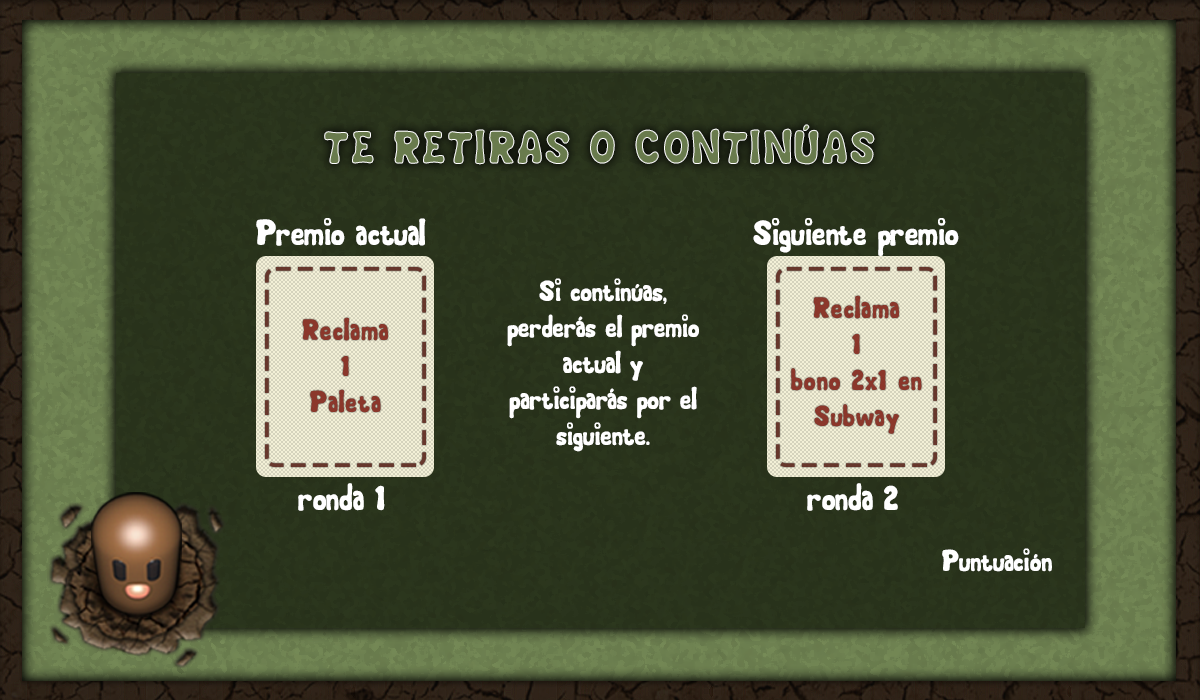 TE RETIRAS O CONTINÚAS
Premio actual
Reclama
1
Paleta
ronda 1
Si continúas,
perderás el premio
actual y
participarás por el
siguiente.
Siguiente premio
Reclama
1
bono 2x1 en
Subway
ronda 2
Puntuación